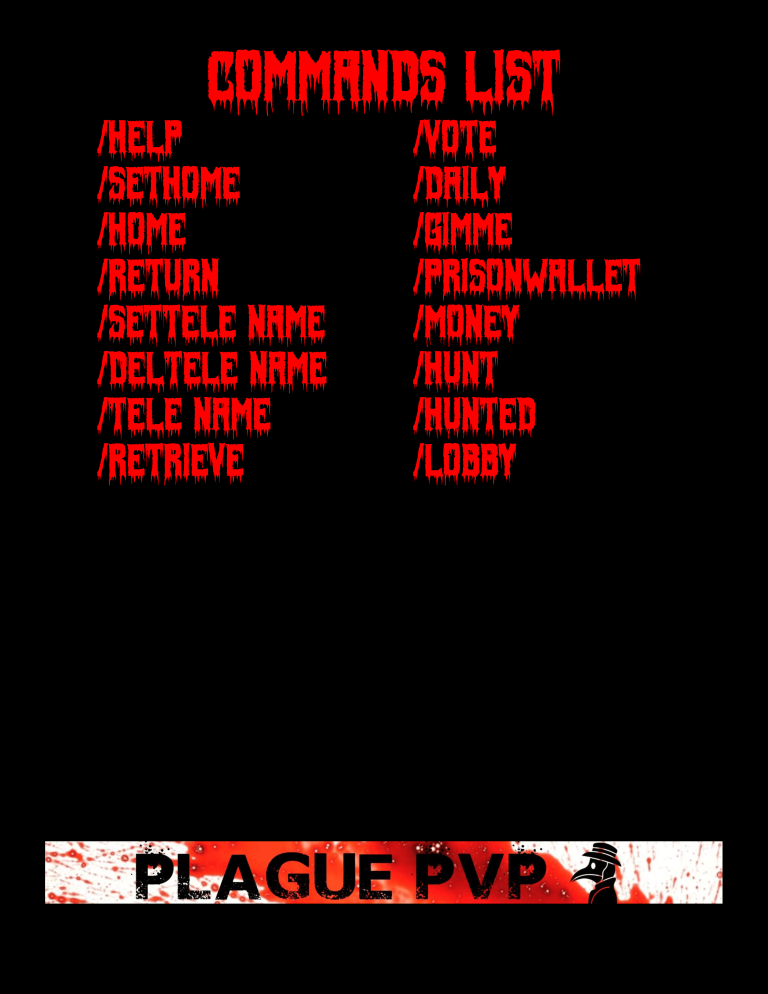 COMMANDS LIST
/HELP
/SETHOME
/HOME
/RETURN
/SETTELE NAME
/DELTELE NAME
/TELE NAME
/RETRIEVE
/VOTE
/DAILY
/GIMME
/PRISONWALLET
/MONEY
/HUNT
/HUNTED
/LOBBY
PLAGUE PVP